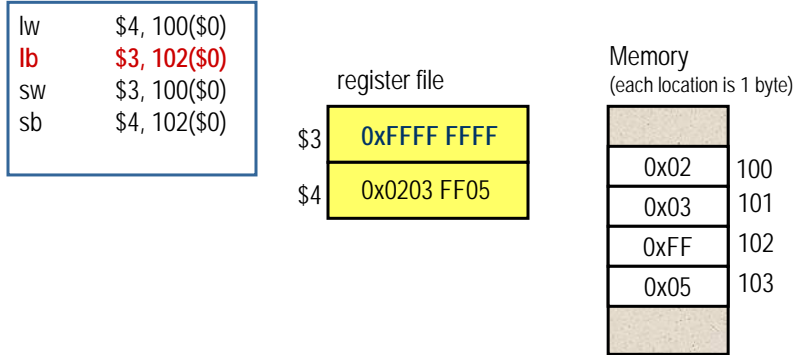 lw $4, 100($0)
lb $3, 102($0)
sw $3, 100($0)
sb $4, 102($0)
register file
$3 0xFFFF FFFF
$4 0x0203 FF05
Memory
(each location is 1 byte)
0x02 100
0x03 101
0xFF 102
0x05 103